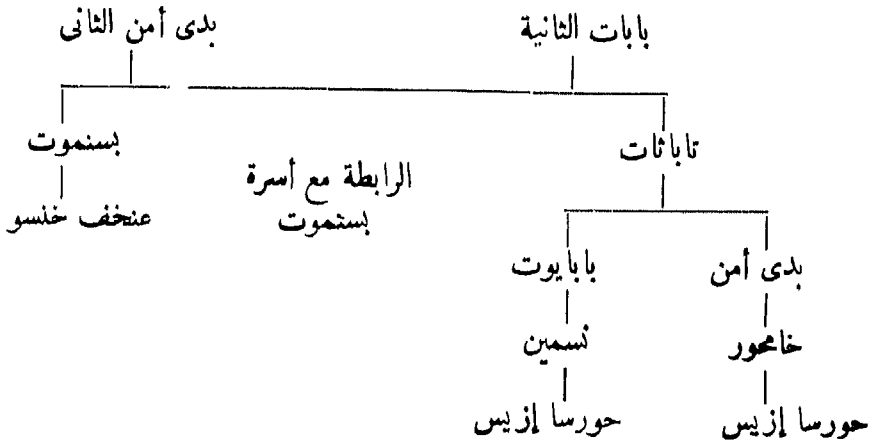 بابات الثانية
بدى أمن الثانى
تاباثات
بسنموت
الرابطة مع أسرة
بسنموت
عنخف خنسو
بدى أمن
بابايوت
خامحور
نسمين
حورسا إزيس
حورسا إزيس